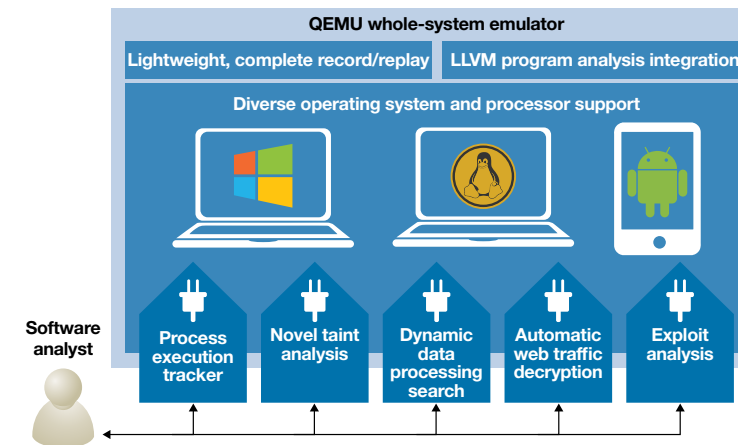 QEMU whole-system emulator
Lightweight, complete record/replay
LLVM program analysis integration
Diverse operating system and processor support
Software
analyst
Process
execution
tracker
Novel taint
analysis
Dynamic
data
processing
search
Automatic
web traffic
decryption
Exploit
analysis